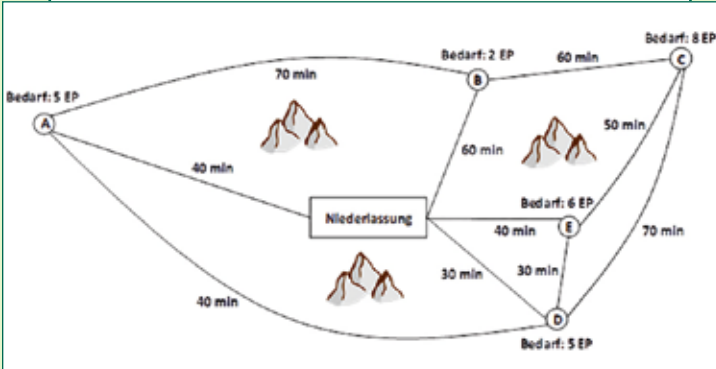 Bedarf: 8 EP
C
Bedarf: 2 EP
B
60 min
70 min
Bedarf: 5 EP
A
50 min
60 min
40 min
Bedarf: 6 EP
E
Niederlassung
40 min
70 min
30 min
30 min
40 min
D
Bedarf: 5 EP